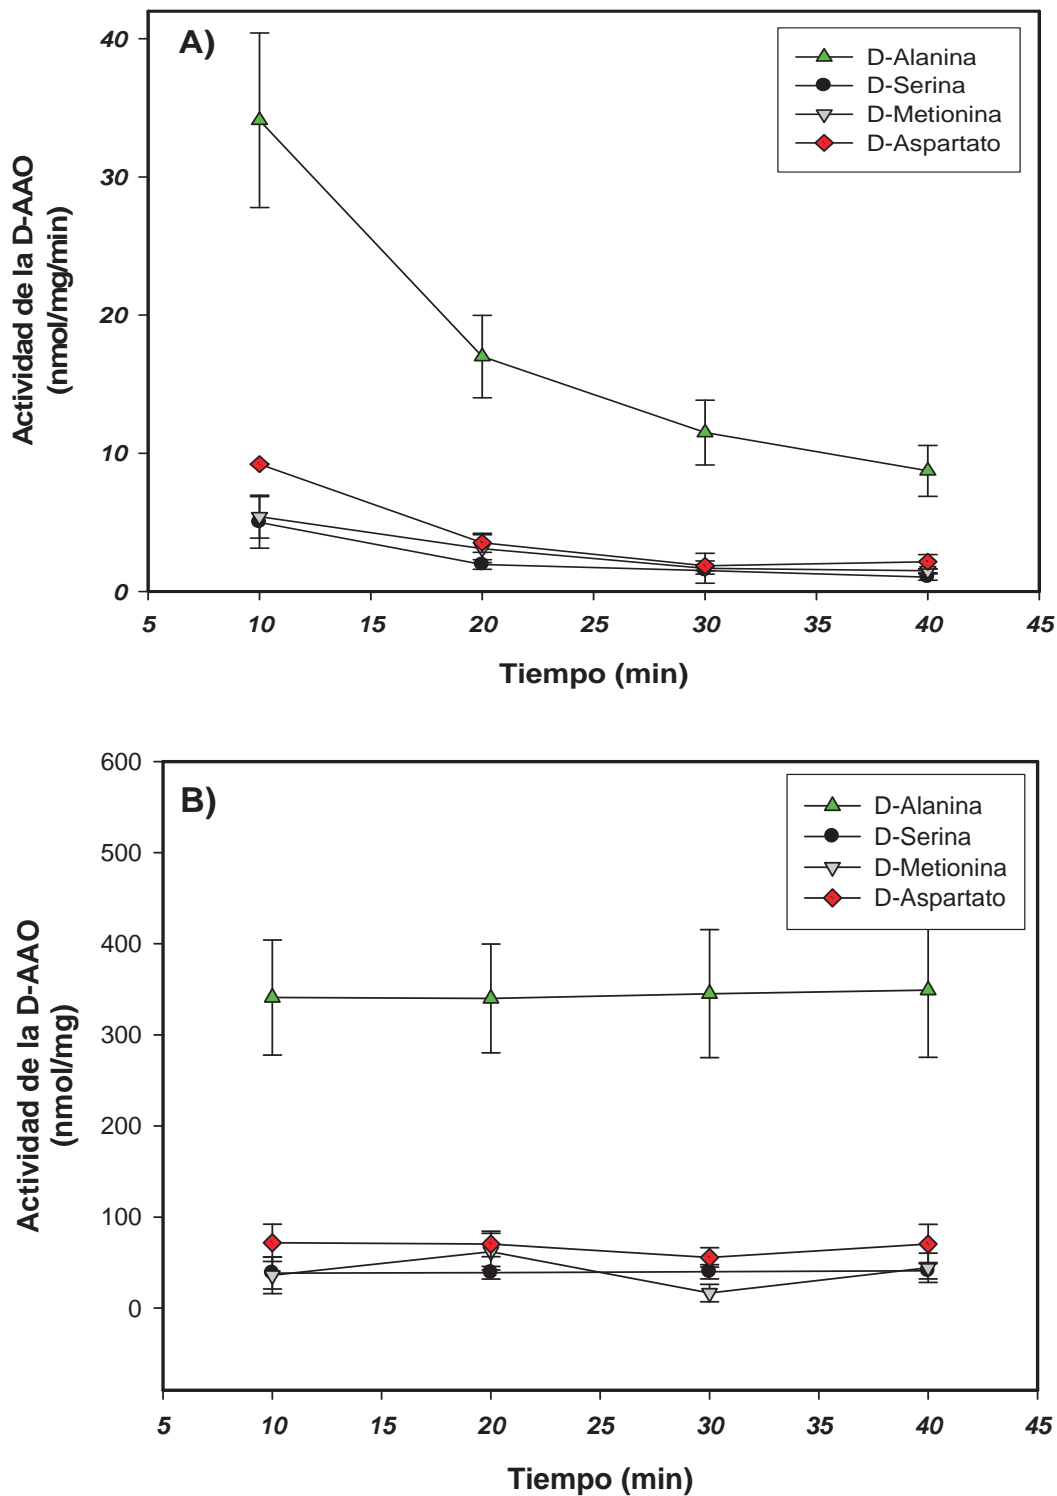 A)
D-Alanina
D-Serina
D-Metionina
D-Aspartato
Actividad de la D-AAO
(nmol/mg/min)
40
30
20
10
0
5 10 15 20 25 30 35 40 45
Tiempo (min)
B)
D-Alanina
D-Serina
D-Metionina
D-Aspartato
Actividad de la D-AAO
(nmol/mg)
600
500
400
300
200
100
0
5 10 15 20 25 30 35 40 45
Tiempo (min)